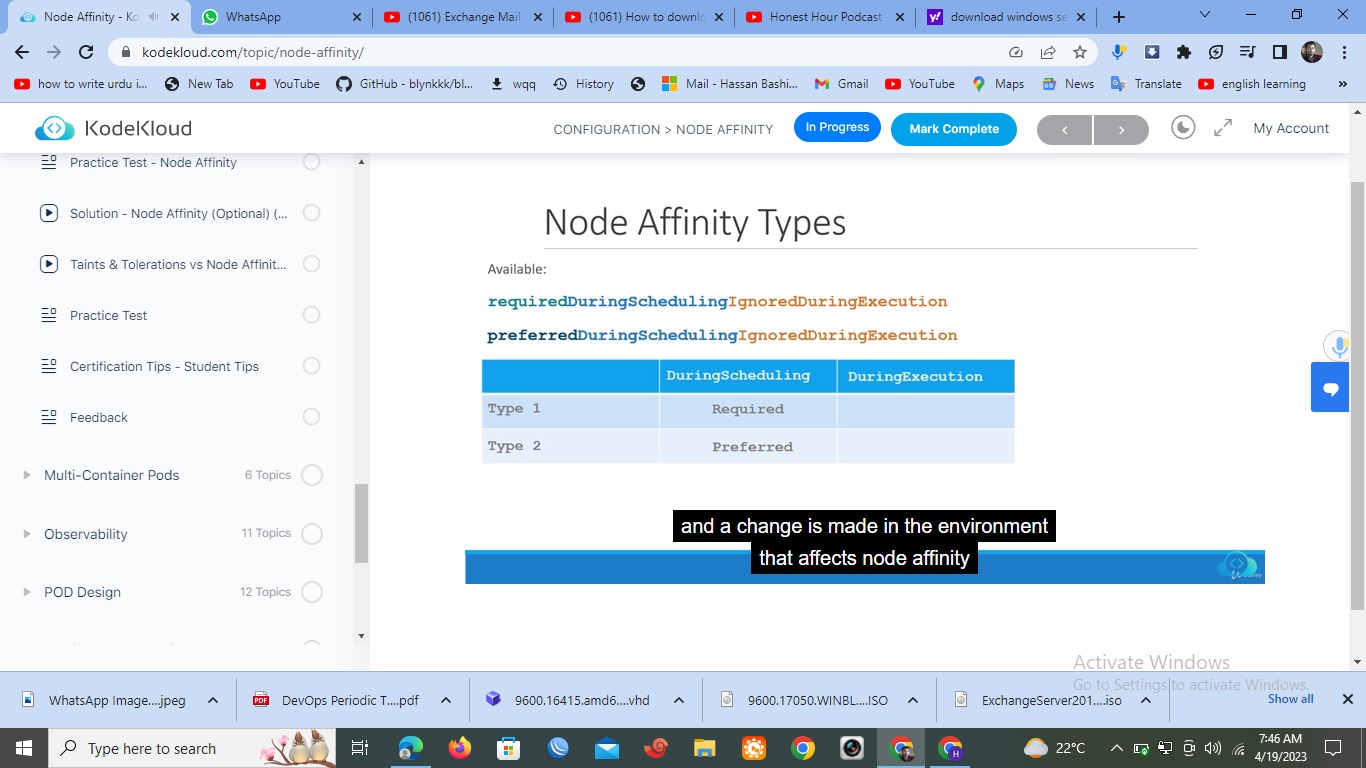 Node Affinity - Ko
WhatsApp
(1061) Exchange Mail
(1061) How to downlo
Honest Hour Podcast
download windows se
kodekloud.com/topic/node-affinity/
how to write urdu i...
New Tab
YouTube
GitHub - blynkkk/bl...
wqq
History
Mail - Hassan Bashi...
Gmail
YouTube
Maps
News
Translate
english learning
»
KodeKloud
CONFIGURATION > NODE AFFINITY
In Progress
Mark Complete
My Account
Practice Test - Node Affinity
Solution - Node Affinity (Optional) (...
Taints & Tolerations vs Node Affinit...
Practice Test
Certification Tips - Student Tips
Feedback
Multi-Container Pods 6 Topics
Observability 11 Topics
POD Design 12 Topics
Node Affinity Types
Available:
requiredDuringSchedulingIgnoredDuringExecution
preferredDuringSchedulingIgnoredDuringExecution
DuringScheduling DuringExecution
Type 1 Required
Type 2 Preferred
and a change is made in the environment
that affects node affinity
Activate Windows
Go to Settings to activate Windows.
WhatsApp Image....jpeg
DevOps Periodic T....pdf
9600.16415.amd6....vhd
9600.17050.WINBL....ISO
ExchangeServer201....iso
Show all
Type here to search
22°C
7:46 AM
4/19/2023